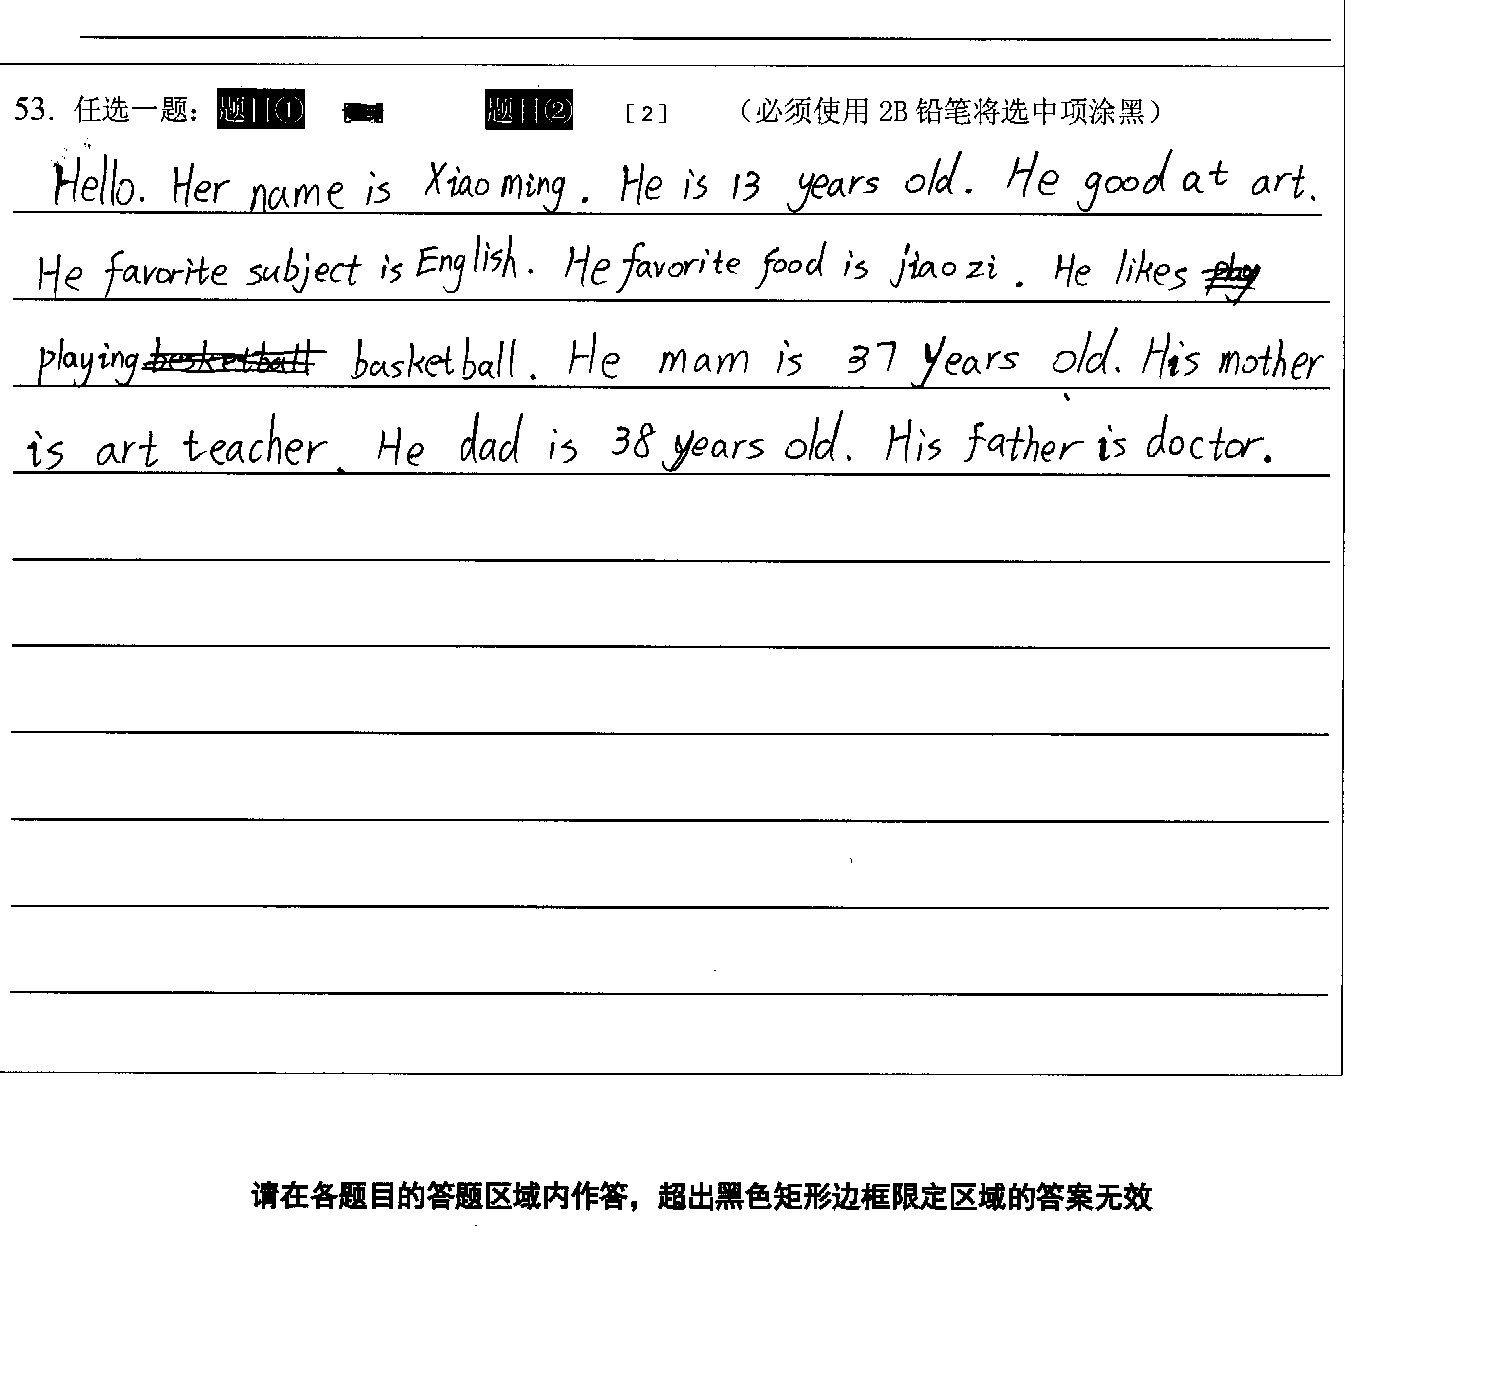 53. 任选一题： 题目① 题目② [2] （必须使用 2B 铅笔将选中项涂黑）
Hello. Her name is Xiao ming. He is 13 years old. He good at art.
He favorite subject is English. He favorite food is jiao zi. He likes play
playing besketball basketball. He mam is 37 years old. His mother
is art teacher. He dad is 38 years old. His father is doctor.
请在各题目的答题区域内作答，超出黑色矩形边框限定区域的答案无效